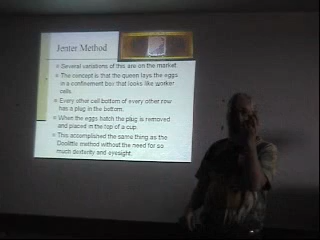 Jenter Method
Several variations of this are on the market
The concept is that the queen lays the eggs
in a confinement box that looks like worker
cells.
Every other cell bottom of every other row
has a plug in the bottom.
When the eggs hatch the plug is removed
and placed in the top of a cup.
This accomplished the same thing as the
Doolittle method without the need for so
much dexterity and eyesight.